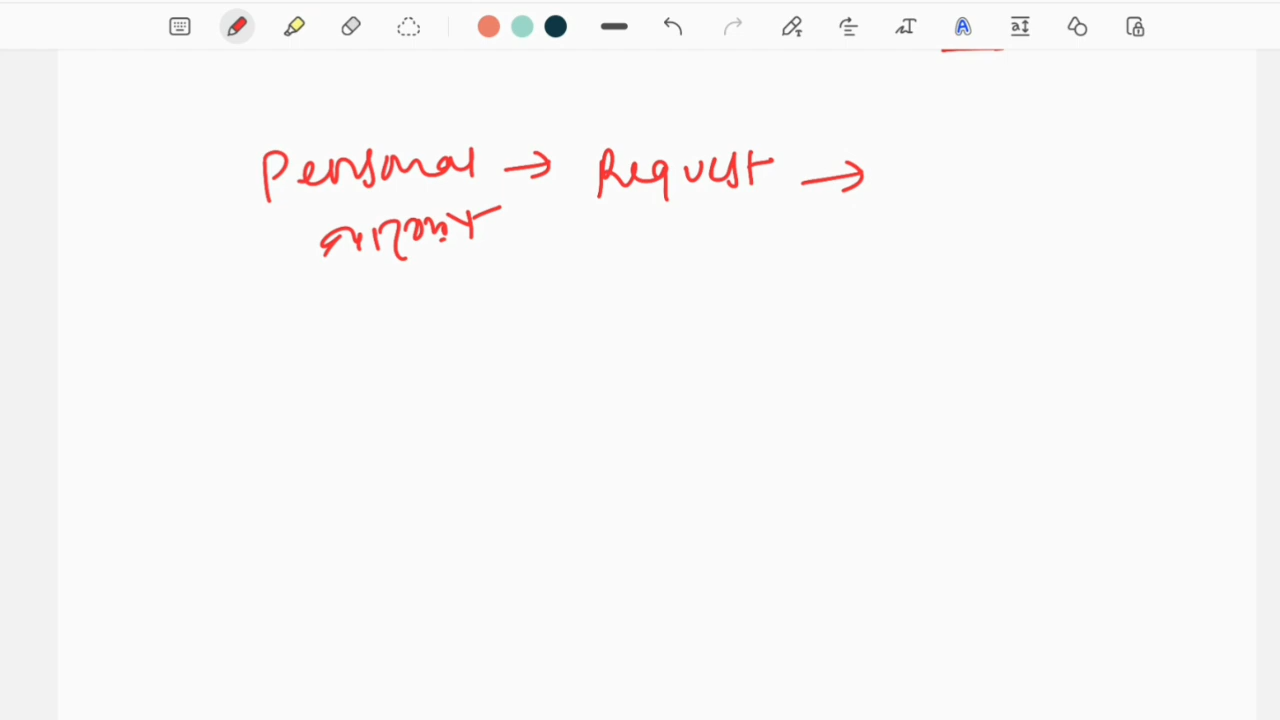 Personal → Request →